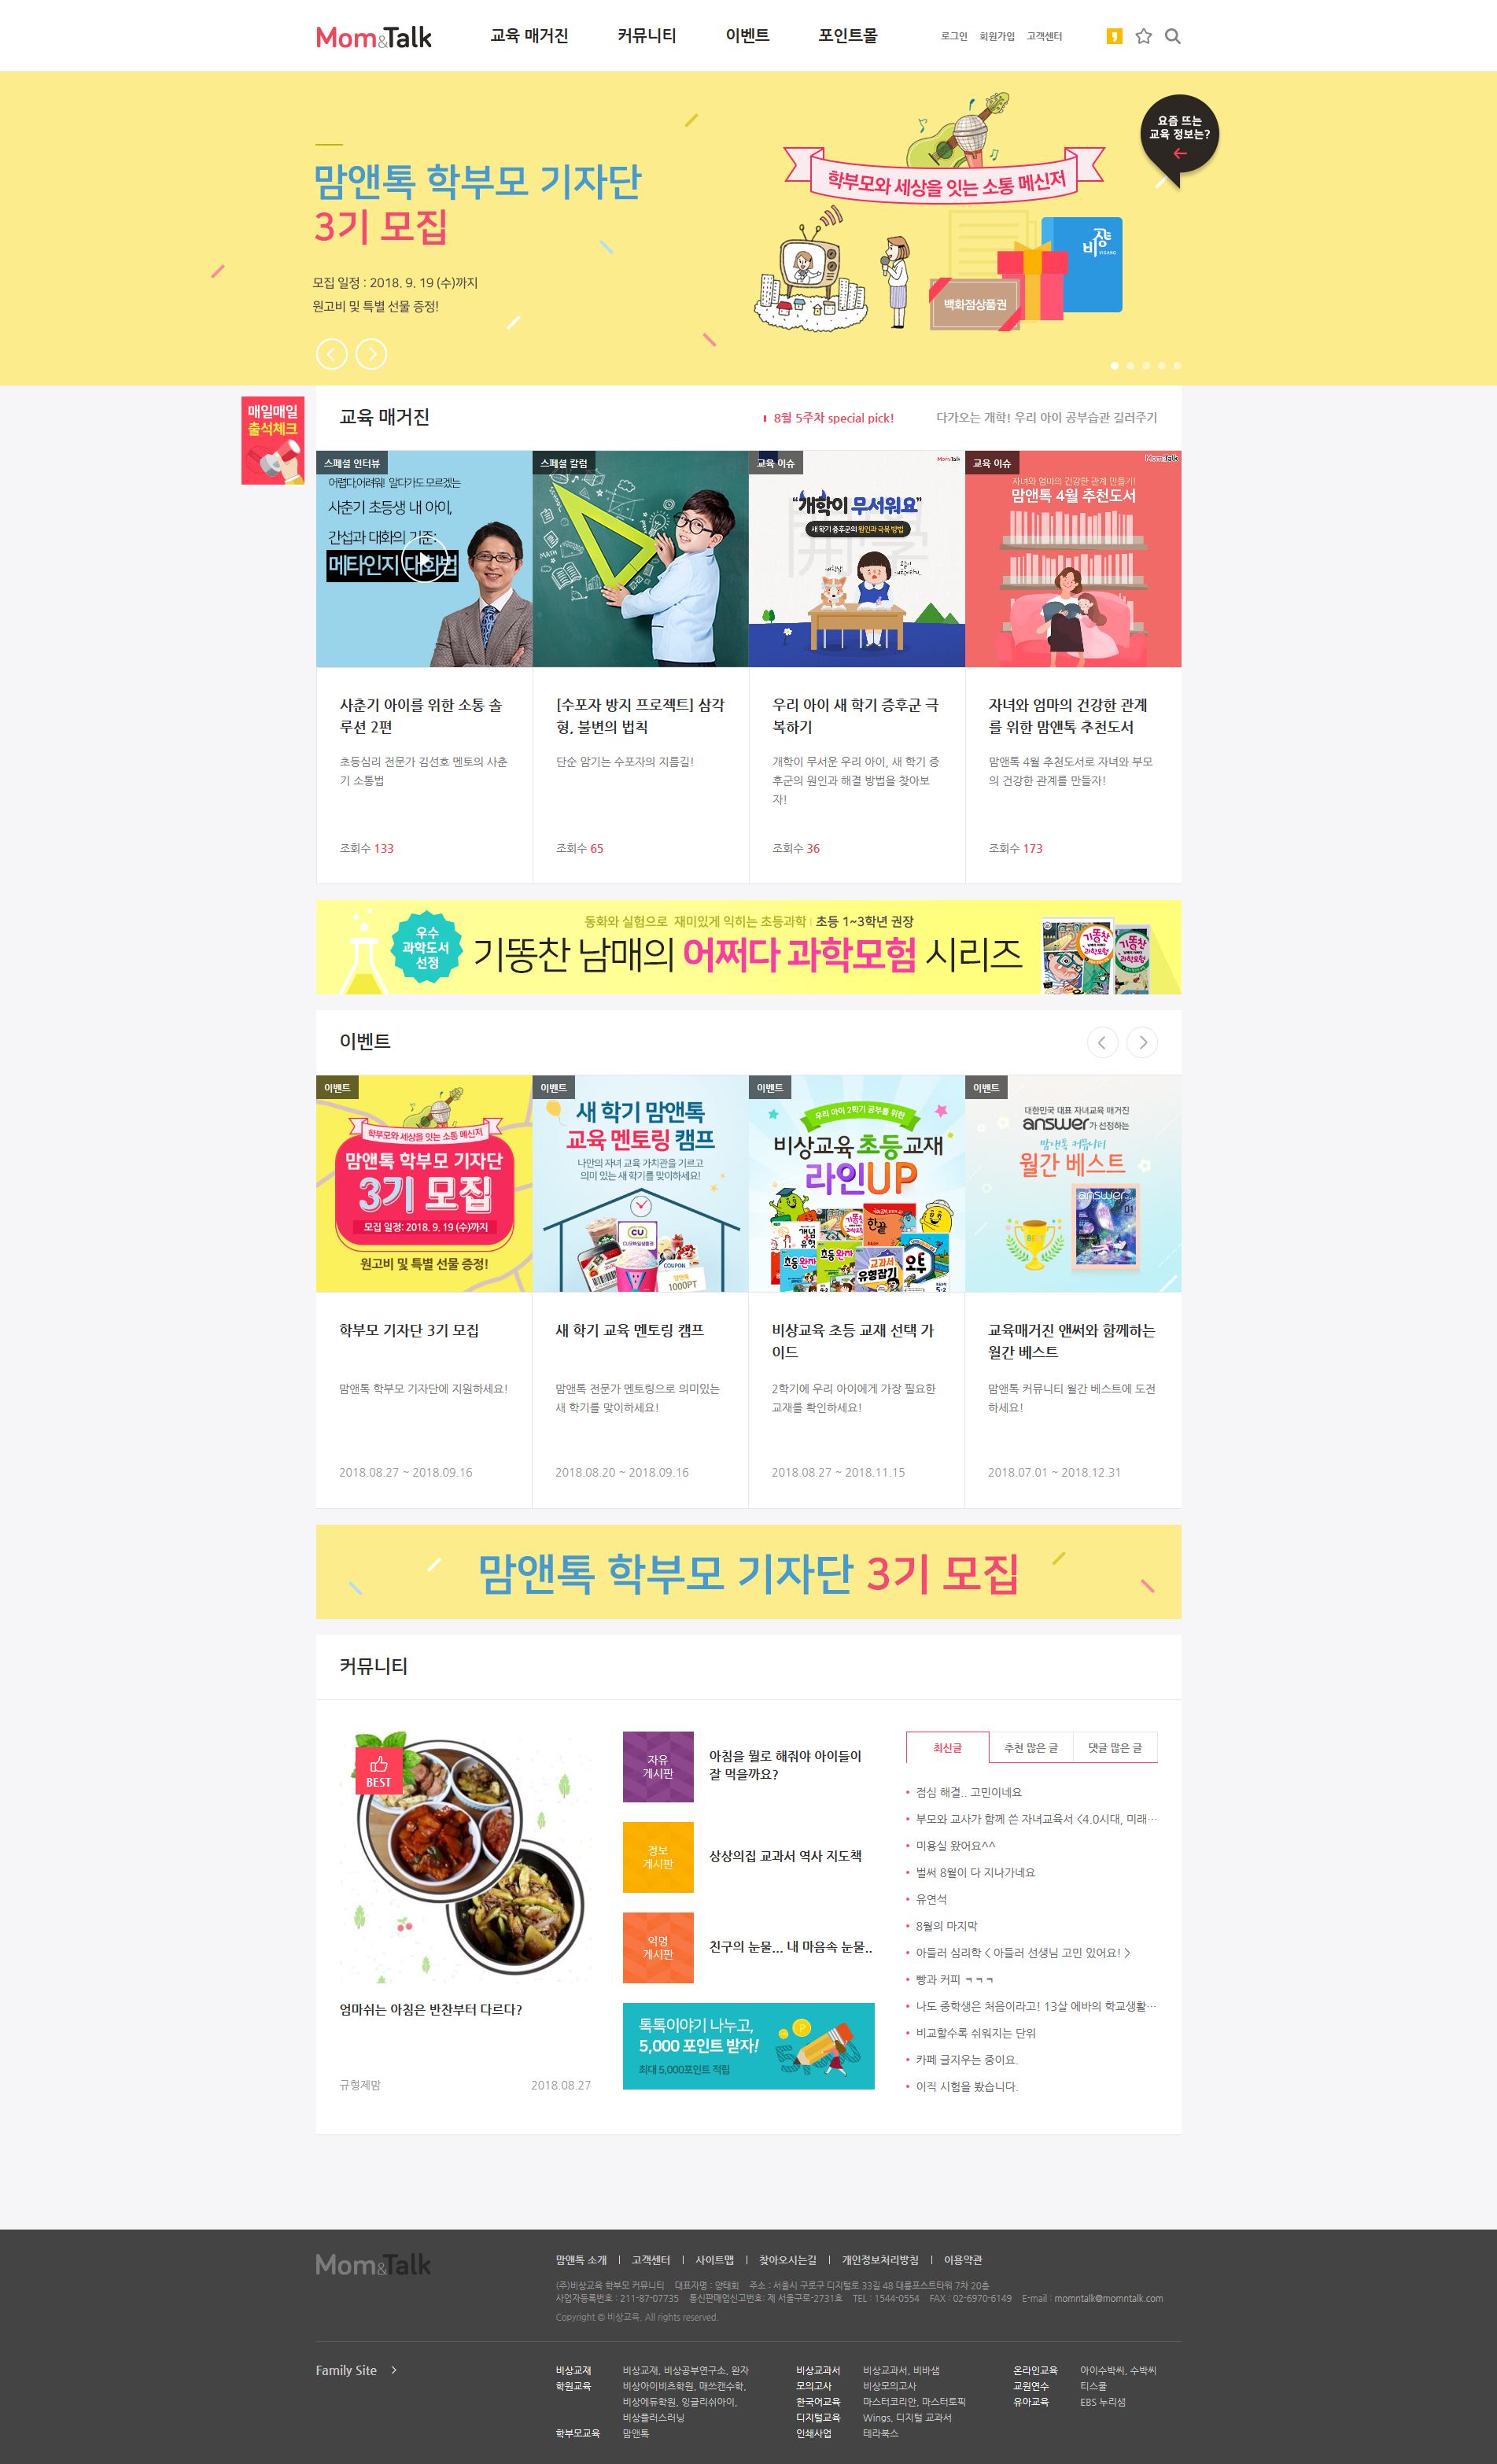 Mom&Talk
교육 매거진
커뮤니티
이벤트
포인트몰
로그인
회원가입
고객센터
맘앤톡 학부모 기자단
3기 모집
모집 일정 : 2018. 9. 19 (수)까지
원고비 및 특별 선물 증정!
학부모와 세상을 잇는 소통 메신저
비상
VISANG
백화점상품권
요즘 뜨는
교육 정보는?
매일매일
출석체크
교육 매거진
8월 5주차 special pick!
다가오는 개학! 우리 아이 공부습관 길러주기
스페셜 인터뷰
어렵다,어려워! 알다가도 모르겠는
사춘기 초등생 내 아이,
간섭과 대화의 기준:
메타인지 대화법
스페셜 칼럼
교육 이슈
Mom&Talk
“개학이 무서워요”
새 학기 증후군의 원인과 극복 방법
교육 이슈
Mom&Talk
자녀와 엄마의 건강한 관계 만들기!
맘앤톡 4월 추천도서
사춘기 아이를 위한 소통 솔
루션 2편
초등심리 전문가 김선호 멘토의 사춘
기 소통법
조회수 133
[수포자 방지 프로젝트] 삼각
형, 불변의 법칙
단순 암기는 수포자의 지름길!
조회수 65
우리 아이 새 학기 증후군 극
복하기
개학이 무서운 우리 아이, 새 학기 증
후군의 원인과 해결 방법을 찾아보
자!
조회수 36
자녀와 엄마의 건강한 관계
를 위한 맘앤톡 추천도서
맘앤톡 4월 추천도서로 자녀와 부모
의 건강한 관계를 만들자!
조회수 173
우수
과학도서
선정
동화와 실험으로 재미있게 익히는 초등과학 | 초등 1~3학년 권장
기똥찬 남매의 어쩌다 과학모험 시리즈
기똥찬
과학모험
기똥찬
과학모험
이벤트
이벤트
학부모와 세상을 잇는 소통 메신저
맘앤톡 학부모 기자단
3기 모집
모집 일정: 2018. 9. 19 (수)까지
원고비 및 특별 선물 증정!
이벤트
새 학기 맘앤톡
교육 멘토링 캠프
나만의 자녀 교육 가치관을 기르고
의미 있는 새 학기를 맞이하세요!
CU
COUPON
1000PT
이벤트
우리 아이 2학기 공부를 위한
비상교육 초등교재
라인UP
한끝
초등완자
초등완자
교과서
유형잡기
오투
이벤트
대한민국 대표 자녀교육 매거진
answer가 선정하는
맘앤톡 커뮤니티
월간 베스트
answer
01
학부모 기자단 3기 모집
맘앤톡 학부모 기자단에 지원하세요!
2018.08.27 ~ 2018.09.16
새 학기 교육 멘토링 캠프
맘앤톡 전문가 멘토링으로 의미있는
새 학기를 맞이하세요!
2018.08.20 ~ 2018.09.16
비상교육 초등 교재 선택 가
이드
2학기에 우리 아이에게 가장 필요한
교재를 확인하세요!
2018.08.27 ~ 2018.11.15
교육매거진 앤써와 함께하는
월간 베스트
맘앤톡 커뮤니티 월간 베스트에 도전
하세요!
2018.07.01 ~ 2018.12.31
맘앤톡 학부모 기자단 3기 모집
커뮤니티
BEST
엄마쉬는 아침은 반찬부터 다르다?
규형제맘
2018.08.27
자유
게시판
아침을 뭘로 해줘야 아이들이
잘 먹을까요?
정보
게시판
상상의집 교과서 역사 지도책
익명
게시판
친구의 눈물... 내 마음속 눈물..
톡톡이야기 나누고,
5,000 포인트 받자!
최대 5,000포인트 적립
최신글
추천 많은 글
댓글 많은 글
점심 해결.. 고민이네요
부모와 교사가 함께 쓴 자녀교육서 <4.0시대, 미래…
미용실 왔어요^^
벌써 8월이 다 지나가네요
유연석
8월의 마지막
아들러 심리학 < 아들러 선생님 고민 있어요! >
빵과 커피 ㅋㅋㅋ
나도 중학생은 처음이라고! 13살 에바의 학교생활…
비교할수록 쉬워지는 단위
카페 글지우는 중이요.
이직 시험을 봤습니다.
Mom&Talk
맘앤톡 소개 | 고객센터 | 사이트맵 | 찾아오시는길 | 개인정보처리방침 | 이용약관
(주)비상교육 학부모 커뮤니티 대표자명 : 양태회 주소 : 서울시 구로구 디지털로 33길 48 대륭포스트타워 7차 20층
사업자등록번호 : 211-87-07735 통신판매업신고번호: 제 서울구로-2731호 TEL : 1544-0554 FAX : 02-6970-6149 E-mail : momntalk@momntalk.com
Copyright © 비상교육. All rights reserved.
Family Site
비상교재
비상교재, 비상공부연구소, 완자
학원교육
비상아이비츠학원, 매쓰캔수학,
비상에듀학원, 잉글리쉬아이,
비상플러스러닝
학부모교육
맘앤톡
비상교과서
비상교과서, 비바샘
모의고사
비상모의고사
한국어교육
마스터코리안, 마스터토픽
디지털교육
Wings, 디지털 교과서
인쇄사업
테라북스
온라인교육
아이수박씨, 수박씨
교원연수
티스쿨
유아교육
EBS 누리샘